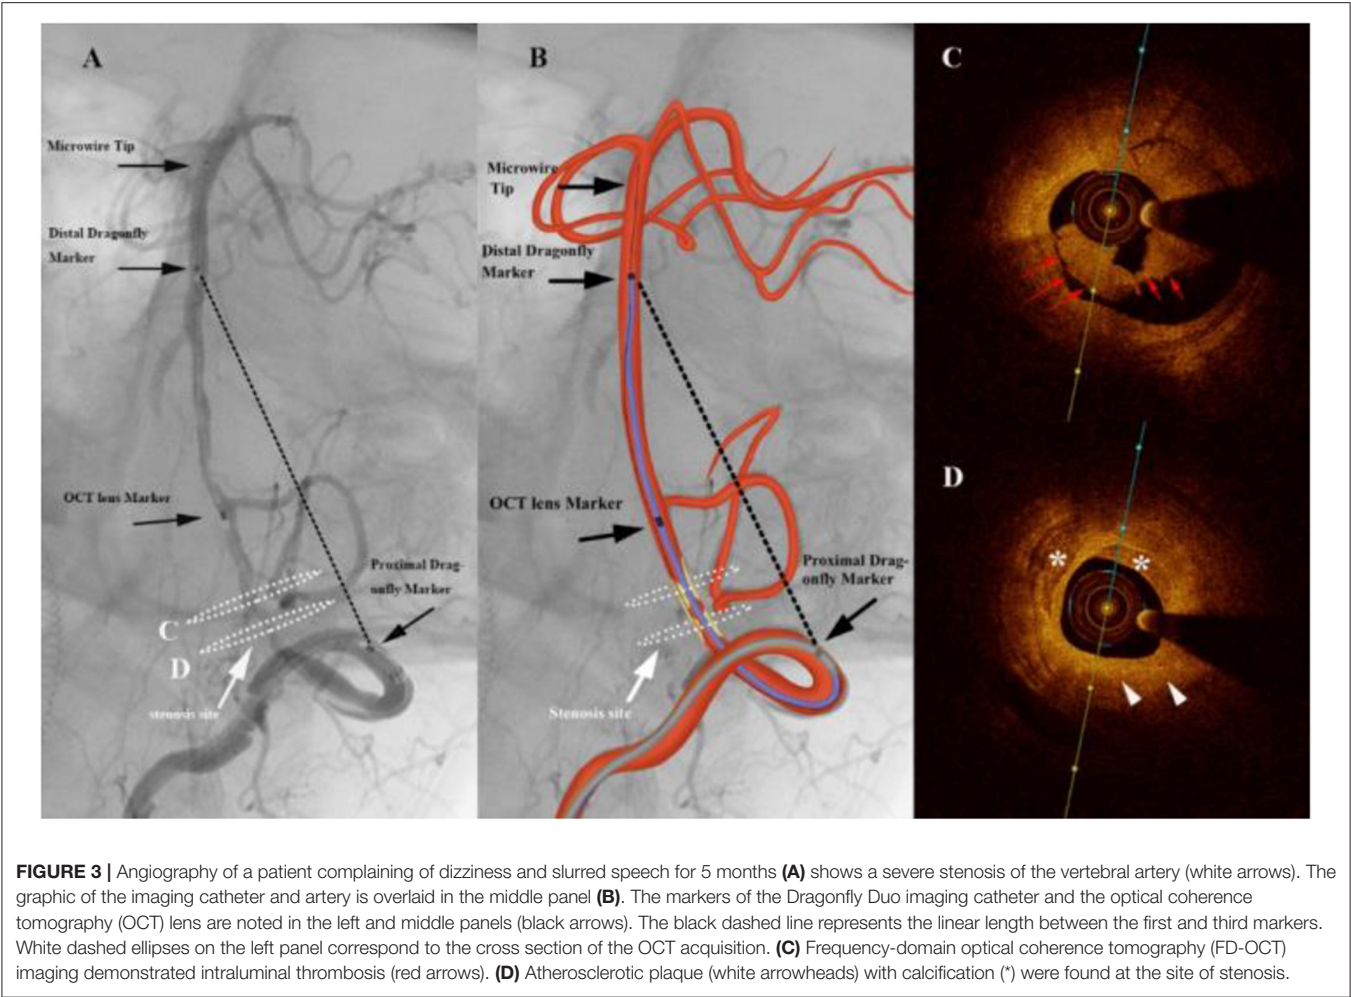 A
Microwire Tip
Distal Dragonfly
Marker
OCT lens Marker
Proximal Drag-
onfly Marker
C
D
stenosis site
B
Microwire
Tip
Distal Dragonfly
Marker
OCT lens Marker
Proximal Drag-
onfly Marker
Stenosis site
C
D
*
*
FIGURE 3 | Angiography of a patient complaining of dizziness and slurred speech for 5 months (A) shows a severe stenosis of the vertebral artery (white arrows). The
graphic of the imaging catheter and artery is overlaid in the middle panel (B). The markers of the Dragonfly Duo imaging catheter and the optical coherence
tomography (OCT) lens are noted in the left and middle panels (black arrows). The black dashed line represents the linear length between the first and third markers.
White dashed ellipses on the left panel correspond to the cross section of the OCT acquisition. (C) Frequency-domain optical coherence tomography (FD-OCT)
imaging demonstrated intraluminal thrombosis (red arrows). (D) Atherosclerotic plaque (white arrowheads) with calcification (*) were found at the site of stenosis.